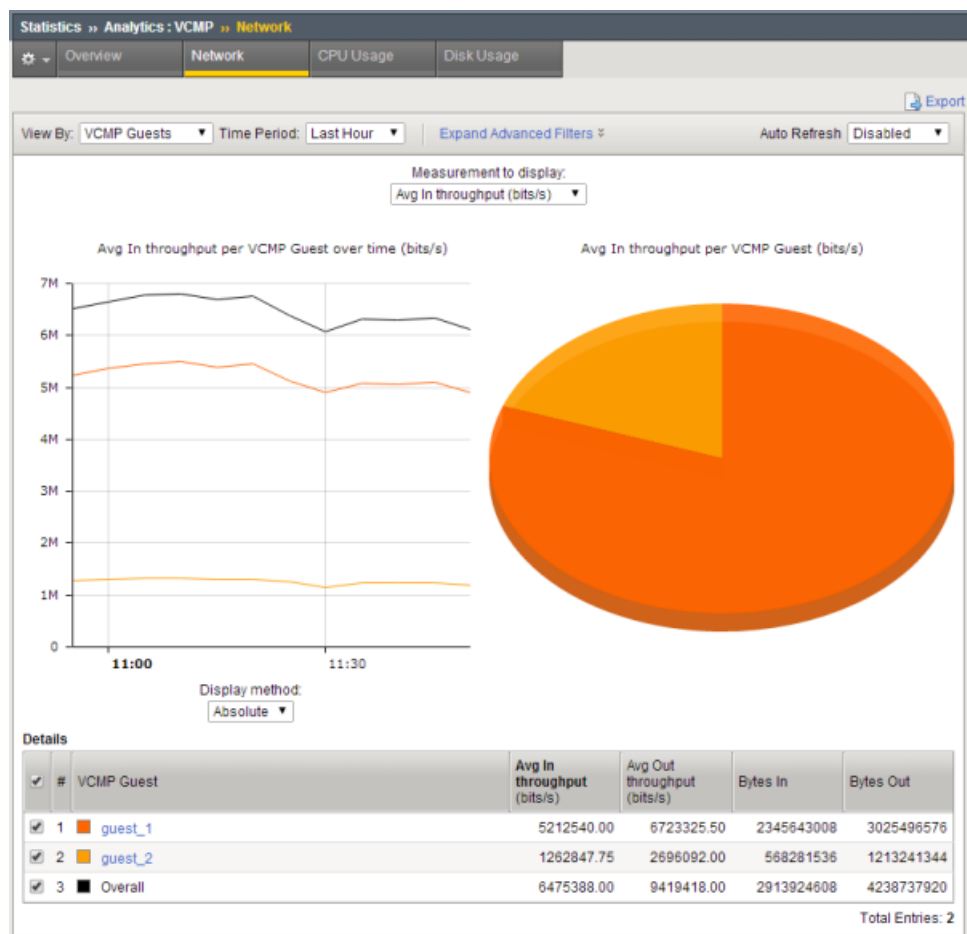 Statistics » Analytics : VCMP » Network
Overview Network CPU Usage Disk Usage
Export
View By: VCMP Guests Time Period: Last Hour Expand Advanced Filters Auto Refresh Disabled
Measurement to display:
Avg In throughput (bits/s)
Avg In throughput per VCMP Guest over time (bits/s)
Avg In throughput per VCMP Guest (bits/s)
7M
6M
5M
4M
3M
2M
1M
0
11:00 11:30
Display method:
Absolute
Details
# VCMP Guest Avg In throughput (bits/s) Avg Out throughput (bits/s) Bytes In Bytes Out
1 guest_1 5212540.00 6723325.50 2345643008 3025496576
2 guest_2 1262847.75 2696092.00 568281536 1213241344
3 Overall 6475388.00 9419418.00 2913924608 4238737920
Total Entries: 2